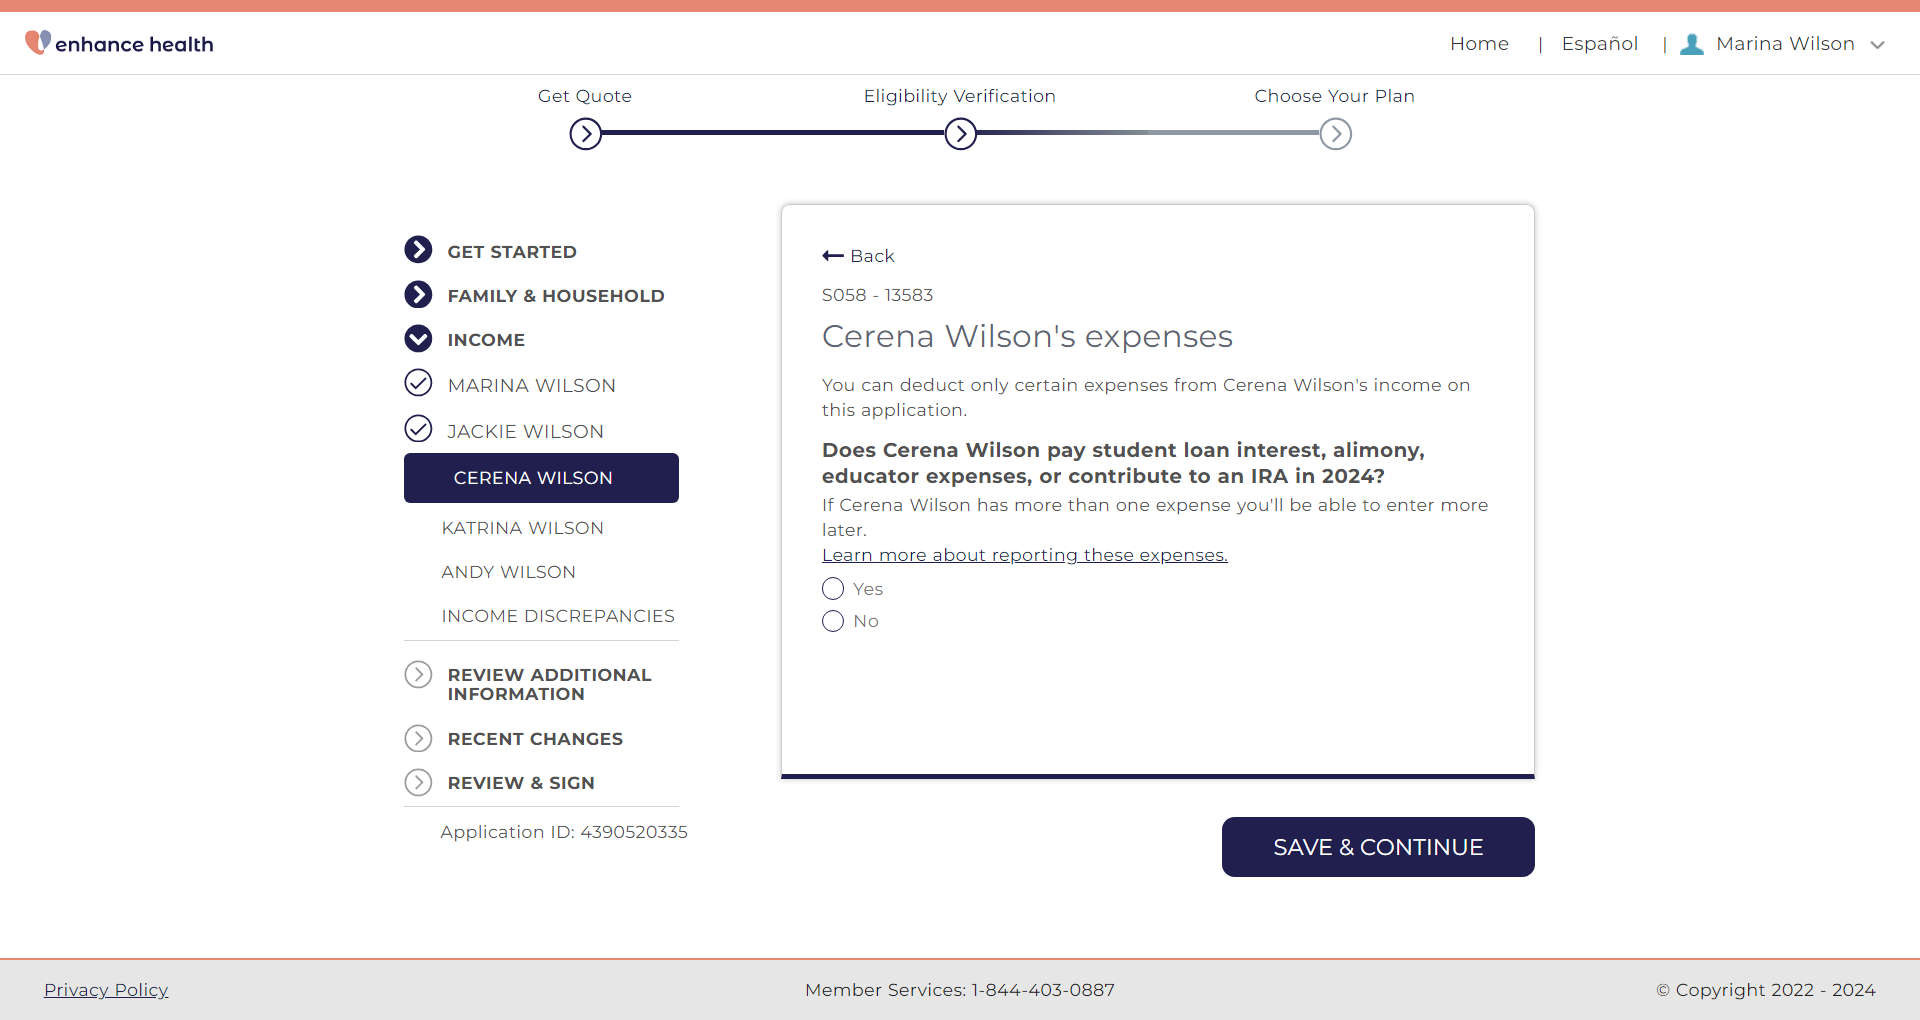 enhance health
Home | Español | Marina Wilson
Get Quote
Eligibility Verification
Choose Your Plan
GET STARTED
FAMILY & HOUSEHOLD
INCOME
MARINA WILSON
JACKIE WILSON
CERENA WILSON
KATRINA WILSON
ANDY WILSON
INCOME DISCREPANCIES
REVIEW ADDITIONAL
INFORMATION
RECENT CHANGES
REVIEW & SIGN
Application ID: 4390520335
Back
S058 - 13583
Cerena Wilson's expenses
You can deduct only certain expenses from Cerena Wilson's income on
this application.
Does Cerena Wilson pay student loan interest, alimony,
educator expenses, or contribute to an IRA in 2024?
If Cerena Wilson has more than one expense you'll be able to enter more
later.
Learn more about reporting these expenses.
Yes
No
SAVE & CONTINUE
Privacy Policy
Member Services: 1-844-403-0887
© Copyright 2022 - 2024